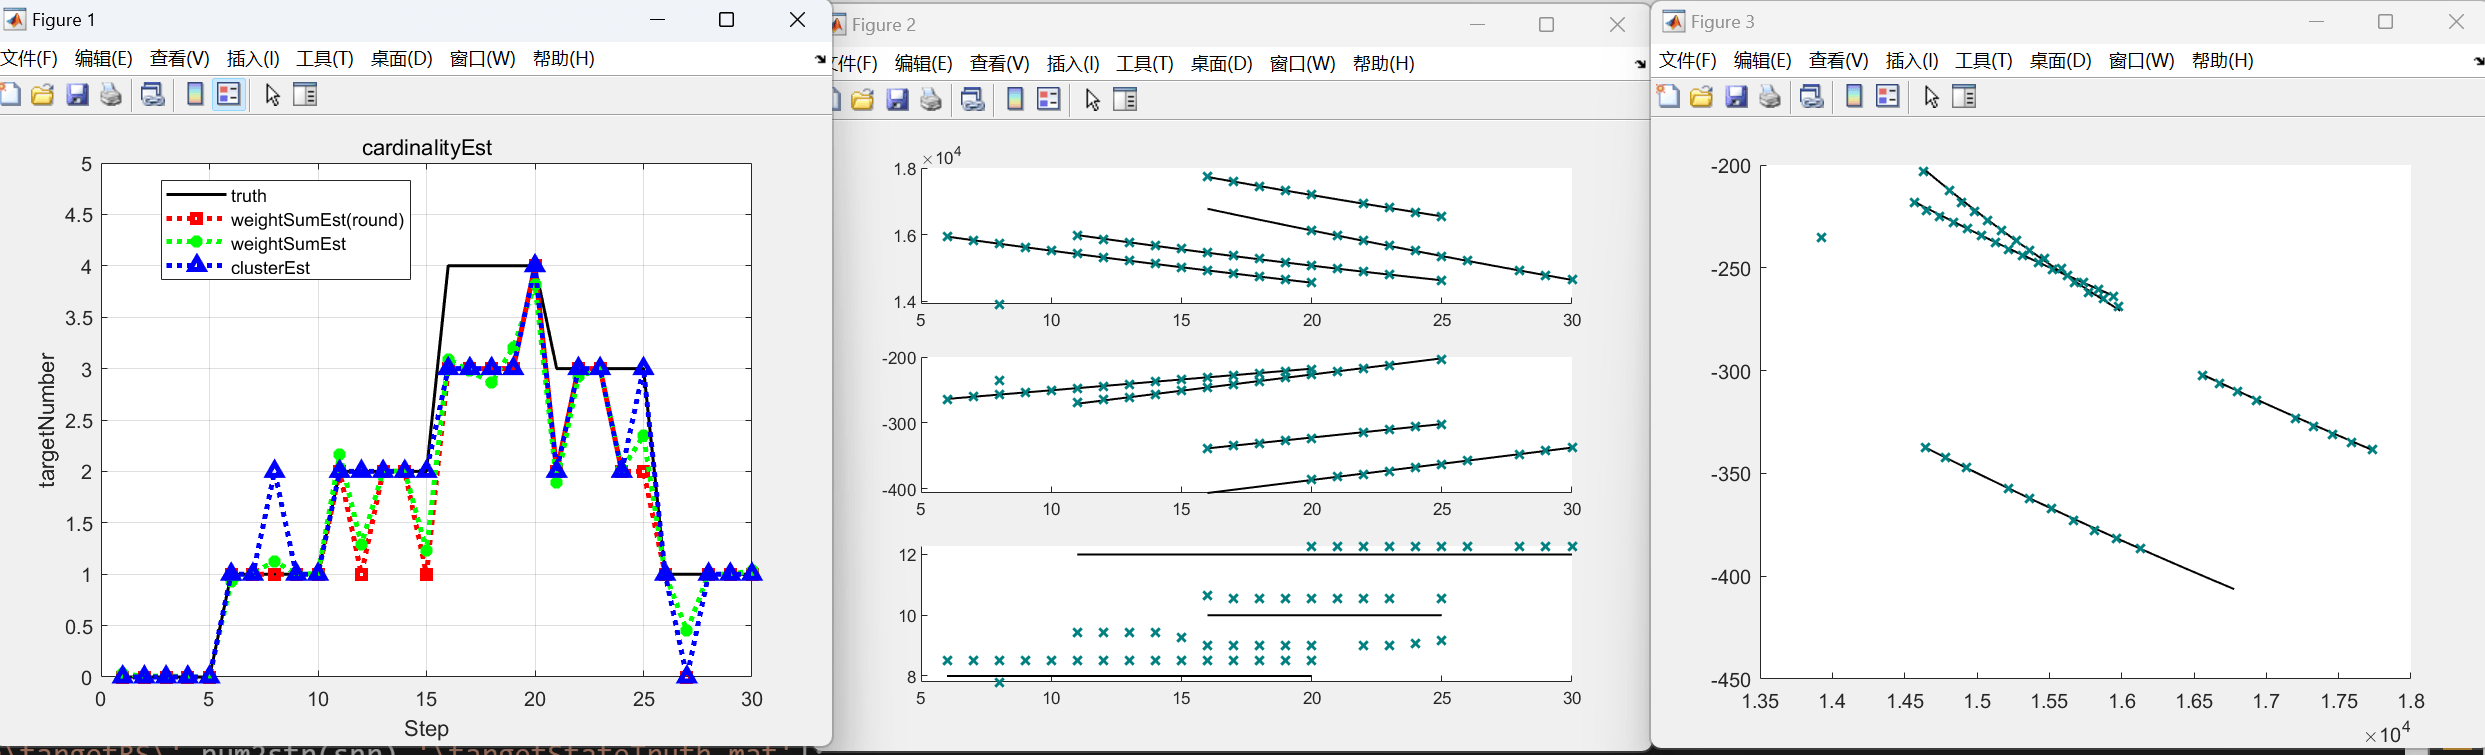 Figure 1
文件(F) 编辑(E) 查看(V) 插入(I) 工具(T) 桌面(D) 窗口(W) 帮助(H)
cardinalityEst
truth
weightSumEst(round)
weightSumEst
clusterEst
5
4.5
4
3.5
3
2.5
2
1.5
1
0.5
0
targetNumber
0 5 10 15 20 25 30
Step
Figure 2
文件(F) 编辑(E) 查看(V) 插入(I) 工具(T) 桌面(D) 窗口(W) 帮助(H)
×10^4
1.8
1.6
1.4
5 10 15 20 25 30
-200
-300
-400
5 10 15 20 25 30
12
10
8
5 10 15 20 25 30
Figure 3
文件(F) 编辑(E) 查看(V) 插入(I) 工具(T) 桌面(D) 窗口(W) 帮助(H)
-200
-250
-300
-350
-400
-450
1.35 1.4 1.45 1.5 1.55 1.6 1.65 1.7 1.75 1.8
×10^4